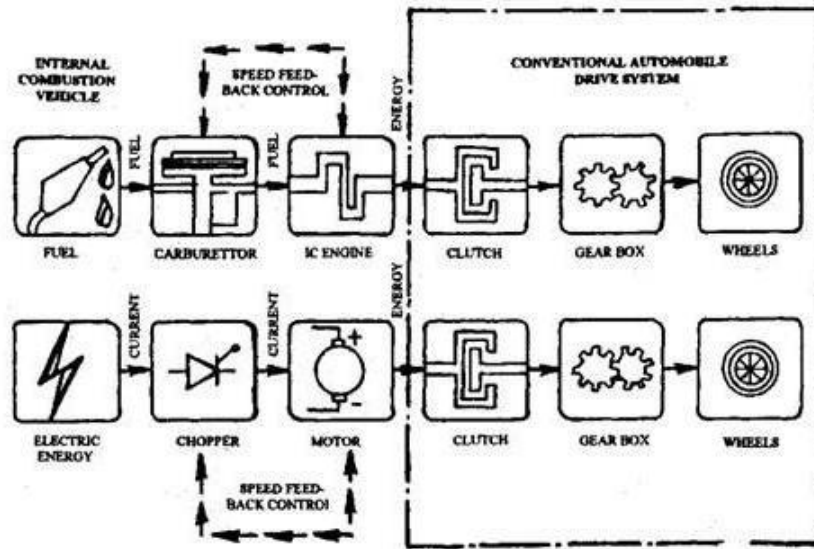 INTERNAL
COMBUSTION
VEHICLE
SPEED FEED-
BACK CONTROL
CONVENTIONAL AUTOMOBILE
DRIVE SYSTEM
FUEL
FUEL
ENERGY
FUEL
CARBURETTOR
IC ENGINE
CLUTCH
GEAR BOX
WHEELS
CURRENT
CURRENT
ENERGY
+
-
ELECTRIC
ENERGY
CHOPPER
MOTOR
CLUTCH
GEAR BOX
WHEELS
SPEED FEED-
BACK CONTROL